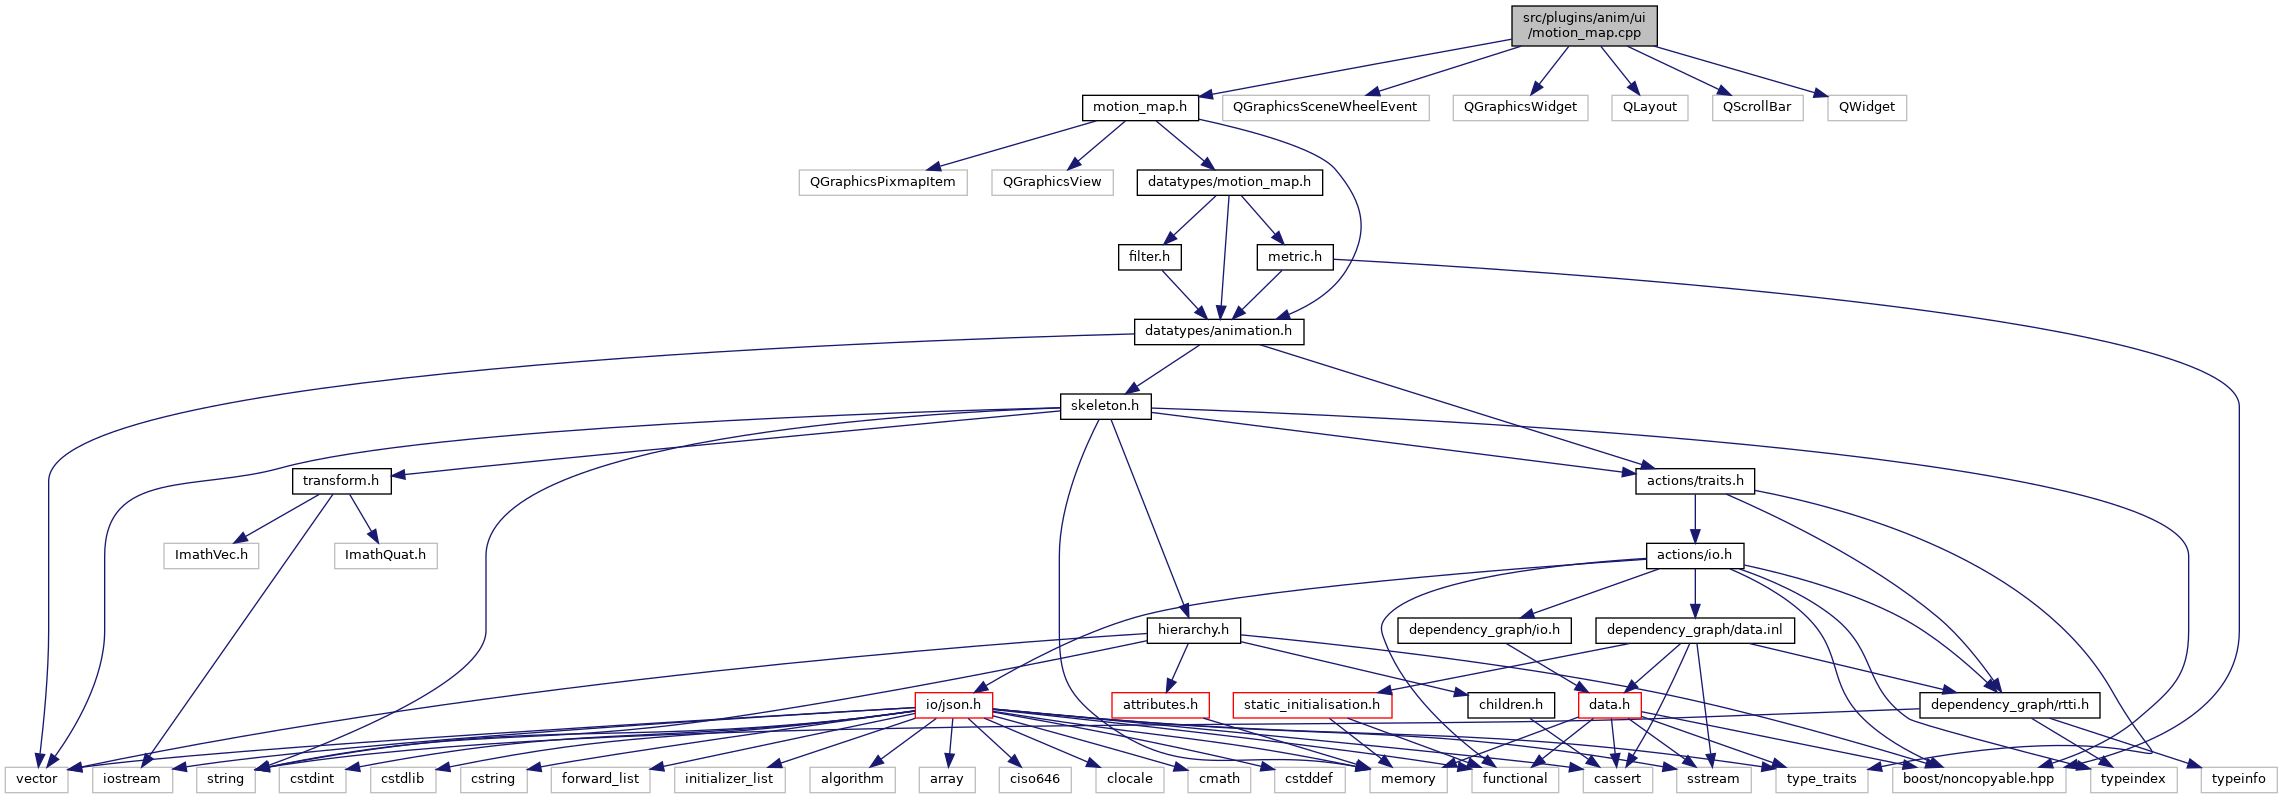 src/plugins/anim/ui
/motion_map.cpp
motion_map.h
QGraphicsSceneWheelEvent
QGraphicsWidget
QLayout
QScrollBar
QWidget
QGraphicsPixmapItem
QGraphicsView
datatypes/motion_map.h
filter.h
metric.h
datatypes/animation.h
skeleton.h
transform.h
actions/traits.h
ImathVec.h
ImathQuat.h
actions/io.h
hierarchy.h
dependency_graph/io.h
dependency_graph/data.inl
io/json.h
attributes.h
static_initialisation.h
children.h
data.h
dependency_graph/rtti.h
vector
iostream
string
cstdint
cstdlib
cstring
forward_list
initializer_list
algorithm
array
ciso646
clocale
cmath
cstddef
memory
functional
cassert
sstream
type_traits
boost/noncopyable.hpp
typeindex
typeinfo